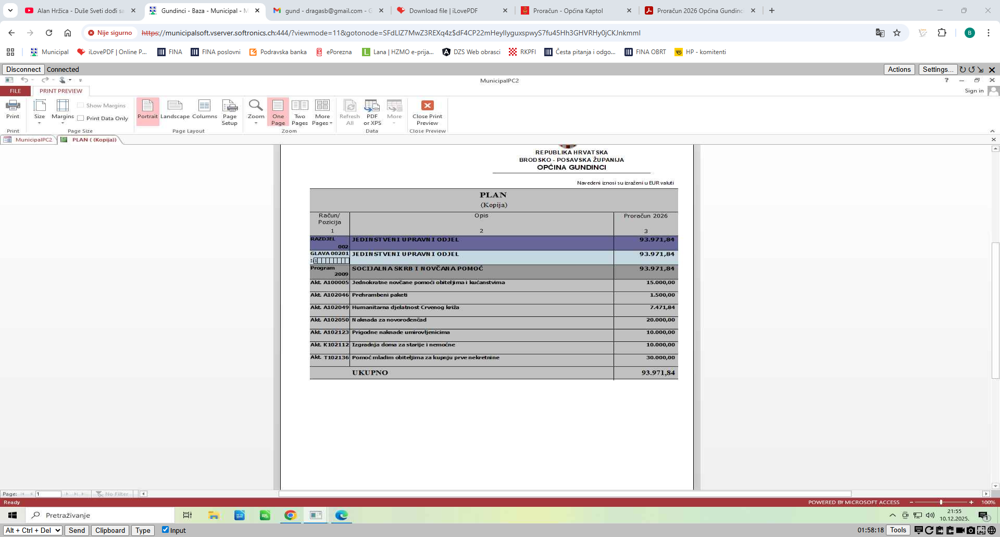 Alan Hržica - Duše Sveti dođi sa
Gundinci - Baza - Municipal - M
gund - dragasb@gmail.com - G
Download file | iLovePDF
Proračun - Općina Kaptol
Proračun 2026 Općina Gundinci
Nije sigurno
https://municipalsoft.vserver.softronics.ch:444/?viewmode=11&gotonode=SFdLIZ7MwZ3REXq4z$dF4CP22mHeyIIyguxspwyS7fu45Hh3GHVRHy0jCKJnkmmI
B
Municipal
iLovePDF | Online P...
FINA
FINA poslovni
Podravska banka
ePorezna
Lana | HZMO e-prija...
DZS Web obrasci
RKPFI
Česta pitanja i odgo...
FINA OBRT
HP - komitenti
Disconnect Connected
Actions Settings...
MunicipalPC2
FILE PRINT PREVIEW
Sign in
Print
Size
Margins
Show Margins
Print Data Only
Portrait
Landscape
Columns
Page Setup
Zoom
One Page
Two Pages
More Pages
Refresh All
PDF or XPS
More
Close Print Preview
Print Page Size Page Layout Zoom Data Close Preview
MunicipalPC2 PLAN ( (Kopija))
REPUBLIKA HRVATSKA
BRODSKO - POSAVSKA ŽUPANIJA
OPĆINA GUNDINCI
Navedeni iznosi su izraženi u EUR valuti
PLAN
(Kopija)
Račun/ Pozicija Opis Proračun 2026
1 2 3
RAZDJEL 002 JEDINSTVENI UPRAVNI ODJEL 93.971,84
GLAVA 00201 JEDINSTVENI UPRAVNI ODJEL 93.971,84
Program 2009 SOCIJALNA SKRB I NOVČANA POMOĆ 93.971,84
Akt. A100005 Jednokratne novčane pomoći obiteljima i kućanstvima 15.000,00
Akt. A102046 Prehrambeni paketi 1.500,00
Akt. A102049 Humanitarna djelatnost Crvenog križa 7.471,84
Akt. A102050 Naknada za novorođenčad 20.000,00
Akt. A102123 Prigodne naknade umirovljenicima 10.000,00
Akt. K102112 Izgradnja doma za starije i nemoćne 10.000,00
Akt. T102136 Pomoć mladim obiteljima za kupnju prve nekretnine 30.000,00
UKUPNO 93.971,84
Page: 1 No Filter
Ready
POWERED BY MICROSOFT ACCESS
100%
Pretraživanje
21:55
10.12.2025.
1
Alt + Ctrl + Del Send Clipboard Type Input
01:58:18 Tools